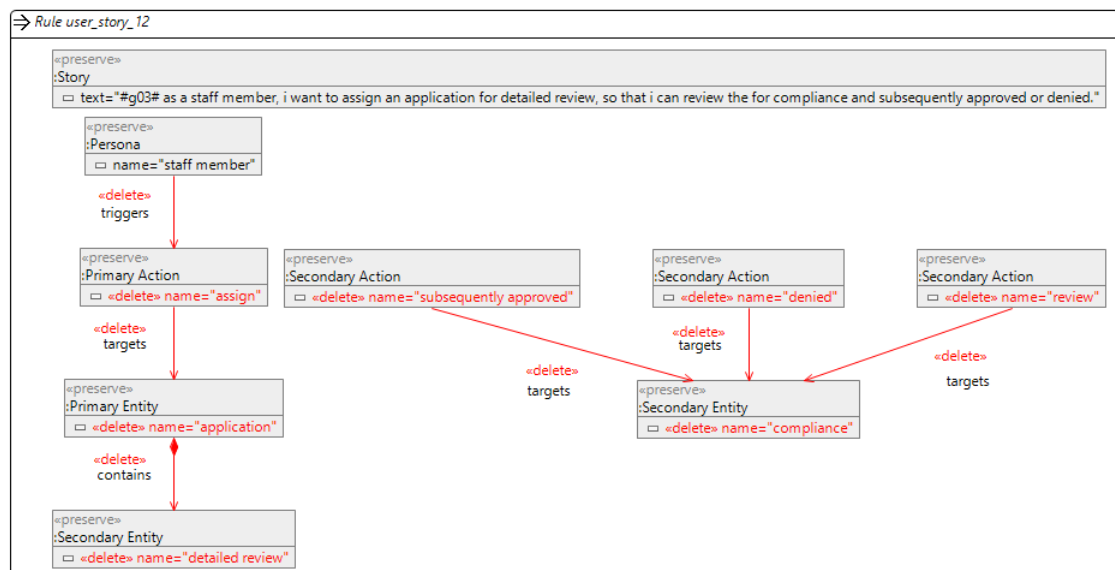 Rule user_story_12
«preserve»
:Story
text="#g03# as a staff member, i want to assign an application for detailed review, so that i can review the for compliance and subsequently approved or denied."
«preserve»
:Persona
name="staff member"
«delete»
triggers
«preserve»
:Primary Action
«delete» name="assign"
«preserve»
:Secondary Action
«delete» name="subsequently approved"
«preserve»
:Secondary Action
«delete» name="denied"
«preserve»
:Secondary Action
«delete» name="review"
«delete»
targets
«delete»
targets
«delete»
targets
«delete»
targets
«preserve»
:Primary Entity
«delete» name="application"
«preserve»
:Secondary Entity
«delete» name="compliance"
«delete»
contains
«preserve»
:Secondary Entity
«delete» name="detailed review"